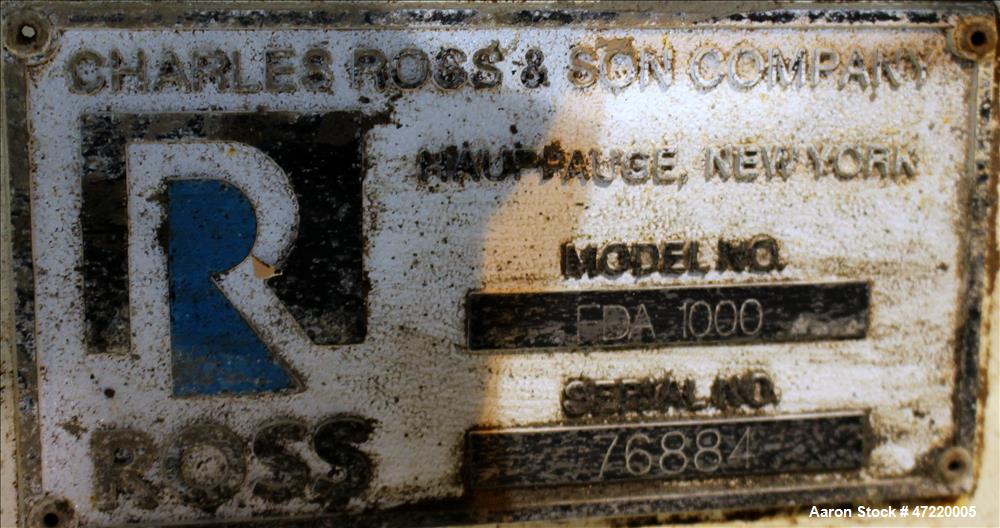 CHARLES ROSS & SON COMPANY
HAUPPAUGE, NEW YORK
R
MODEL NO.
FDA 1000
SERIAL NO.
76884
ROSS
Aaron Stock # 47220005